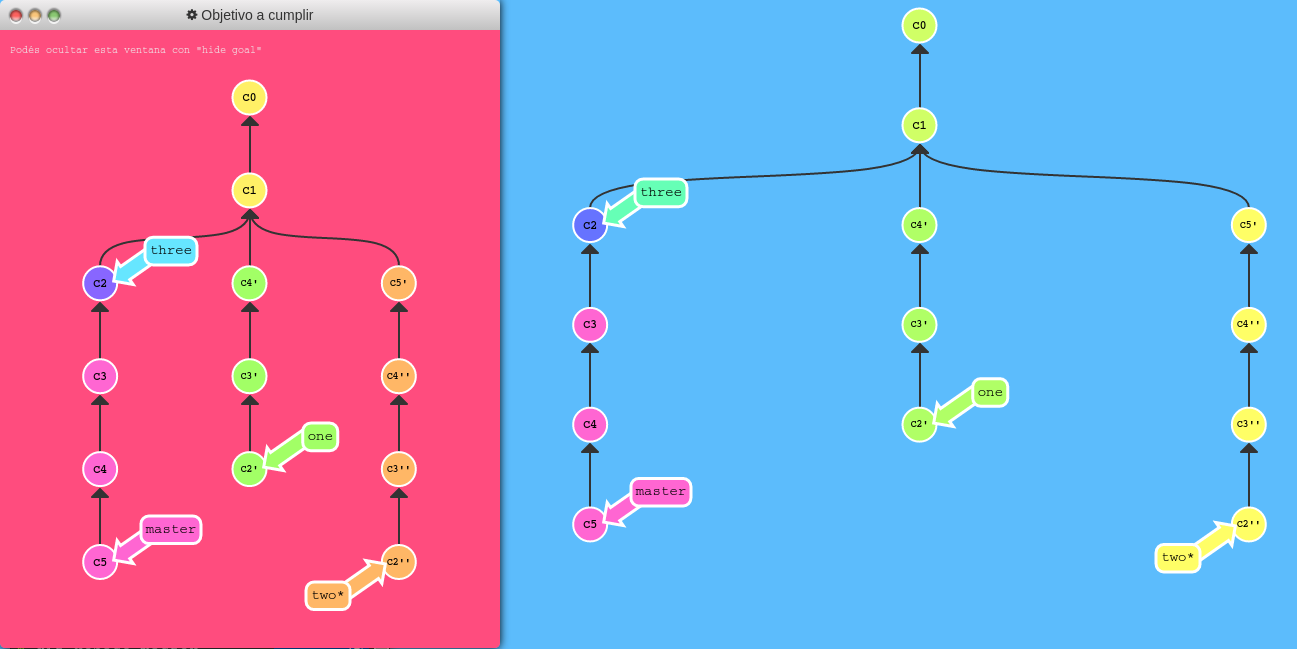 Objetivo a cumplir
Podés ocultar esta ventana con "hide goal"
C0
C1
three
C2
C4'
C5'
C3
C3'
C4''
one
C4
C2'
C3''
master
C5
C2''
two*
C0
C1
three
C2
C4'
C5'
C3
C3'
C4''
one
C4
C2'
C3''
master
C5
C2''
two*